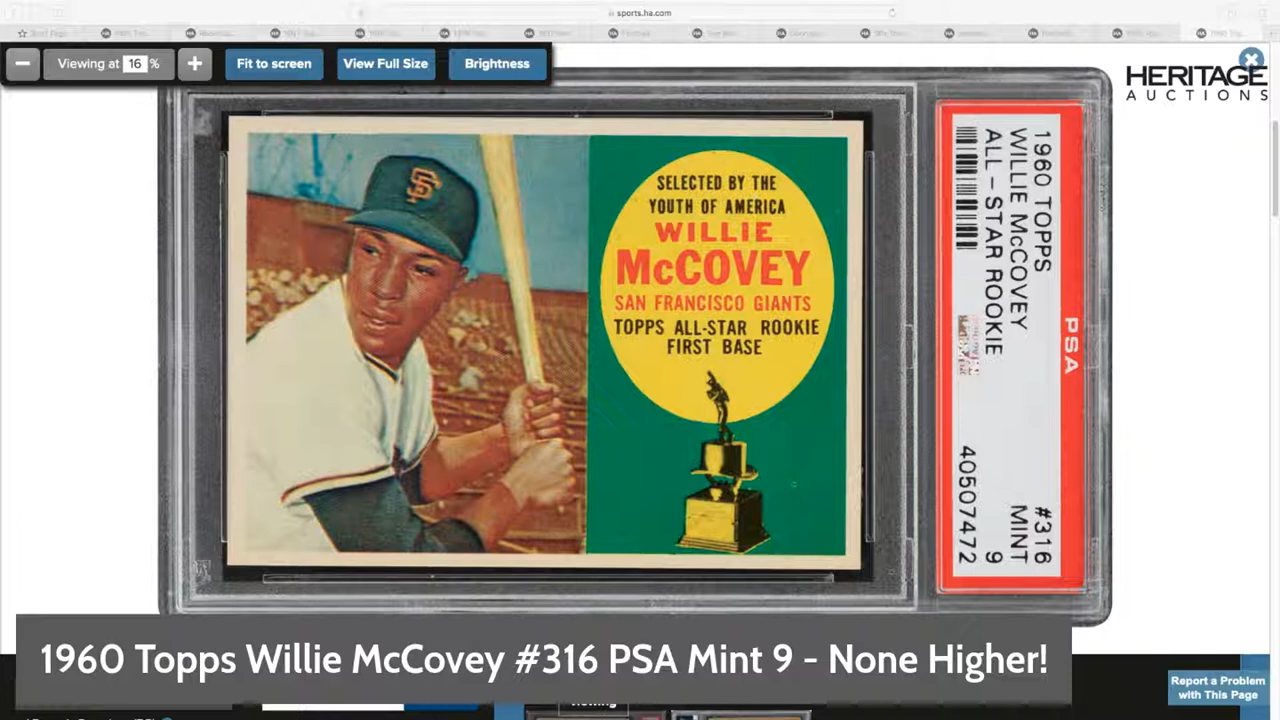 sports.ha.com
Viewing at 16 %
Fit to screen
View Full Size
Brightness
HERITAGE
AUCTIONS
SF
SELECTED BY THE
YOUTH OF AMERICA
WILLIE
McCOVEY
SAN FRANCISCO GIANTS
TOPPS ALL-STAR ROOKIE
FIRST BASE
1960 TOPPS #316
WILLIE McCOVEY MINT
ALL-STAR ROOKIE 9
40507472
PSA
1960 Topps Willie McCovey #316 PSA Mint 9 - None Higher!
Report a Problem
with This Page
viewing